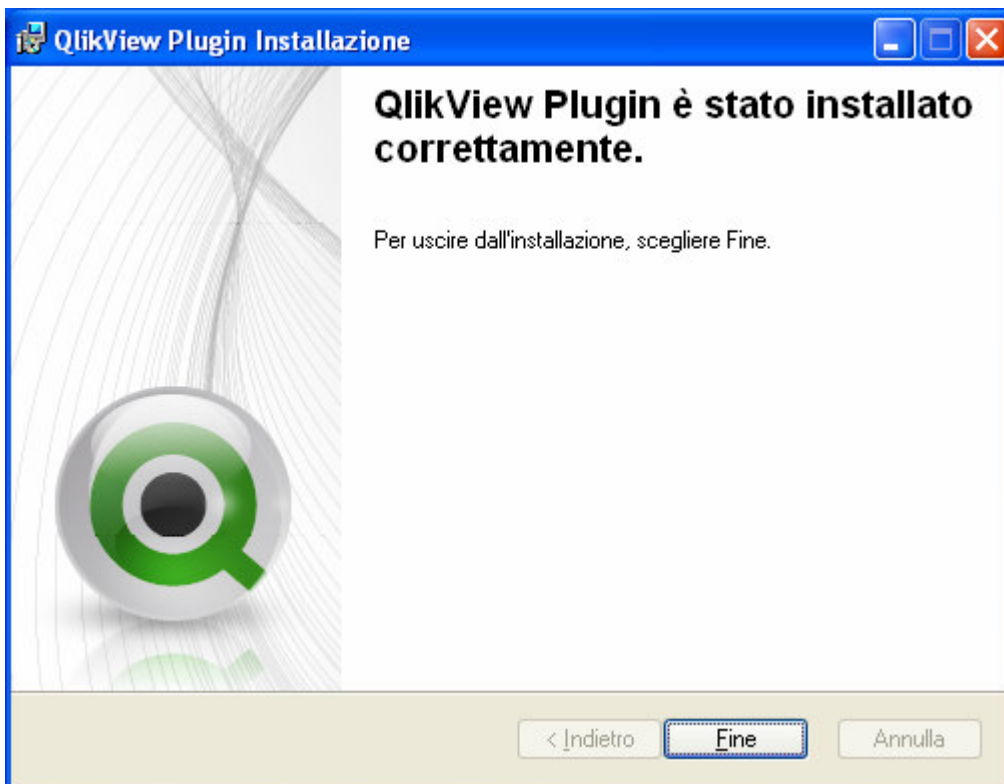 QlikView Plugin Installazione
QlikView Plugin è stato installato
correttamente.
Per uscire dall'installazione, scegliere Fine.
< Indietro
Fine
Annulla